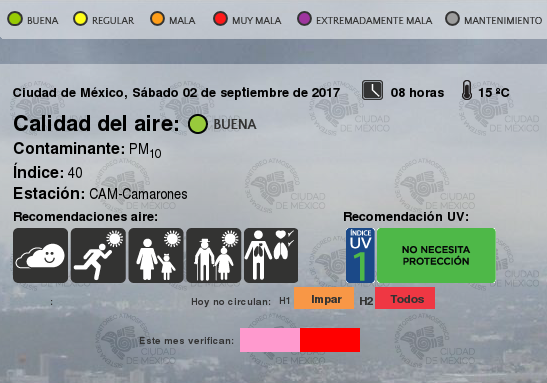 BUENA REGULAR MALA MUY MALA EXTREMADAMENTE MALA MANTENIMIENTO
Ciudad de México, Sábado 02 de septiembre de 2017 08 horas 15 ºC
Calidad del aire: BUENA
Contaminante: PM10
Índice: 40
Estación: CAM-Camarones
Recomendaciones aire: Recomendación UV:
ÍNDICE UV 1 NO NECESITA
PROTECCIÓN
: Hoy no circulan: H1 Impar H2 Todos
Este mes verifican:
CIUDAD
DE MÉXICO